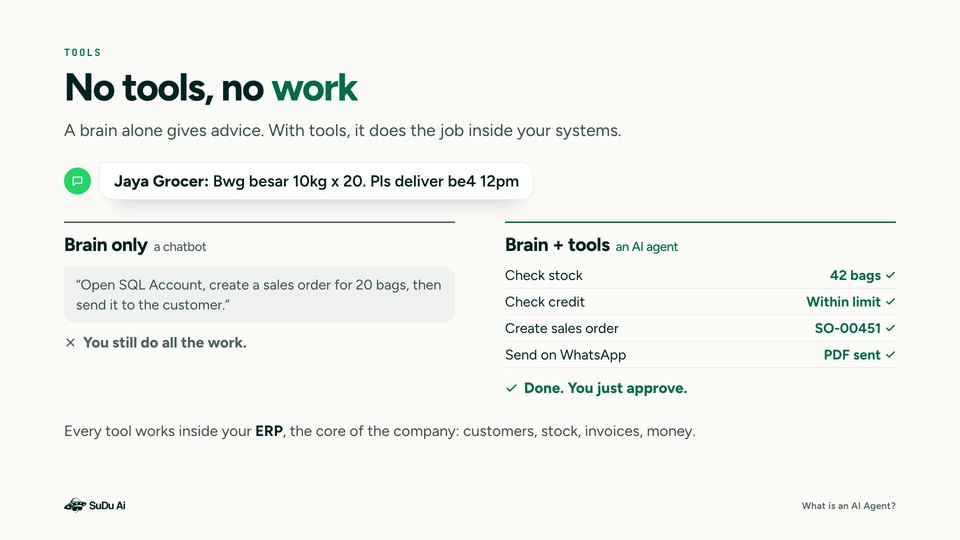 TOOLS
No tools, no work
A brain alone gives advice. With tools, it does the job inside your systems.
Jaya Grocer: Bwg besar 10kg x 20. Pls deliver be4 12pm
Brain only a chatbot
“Open SQL Account, create a sales order for 20 bags, then
send it to the customer.”
✕ You still do all the work.
Brain + tools an AI agent
Check stock 42 bags ✓
Check credit Within limit ✓
Create sales order SO-00451 ✓
Send on WhatsApp PDF sent ✓
✓ Done. You just approve.
Every tool works inside your ERP, the core of the company: customers, stock, invoices, money.
SuDu Ai
What is an AI Agent?